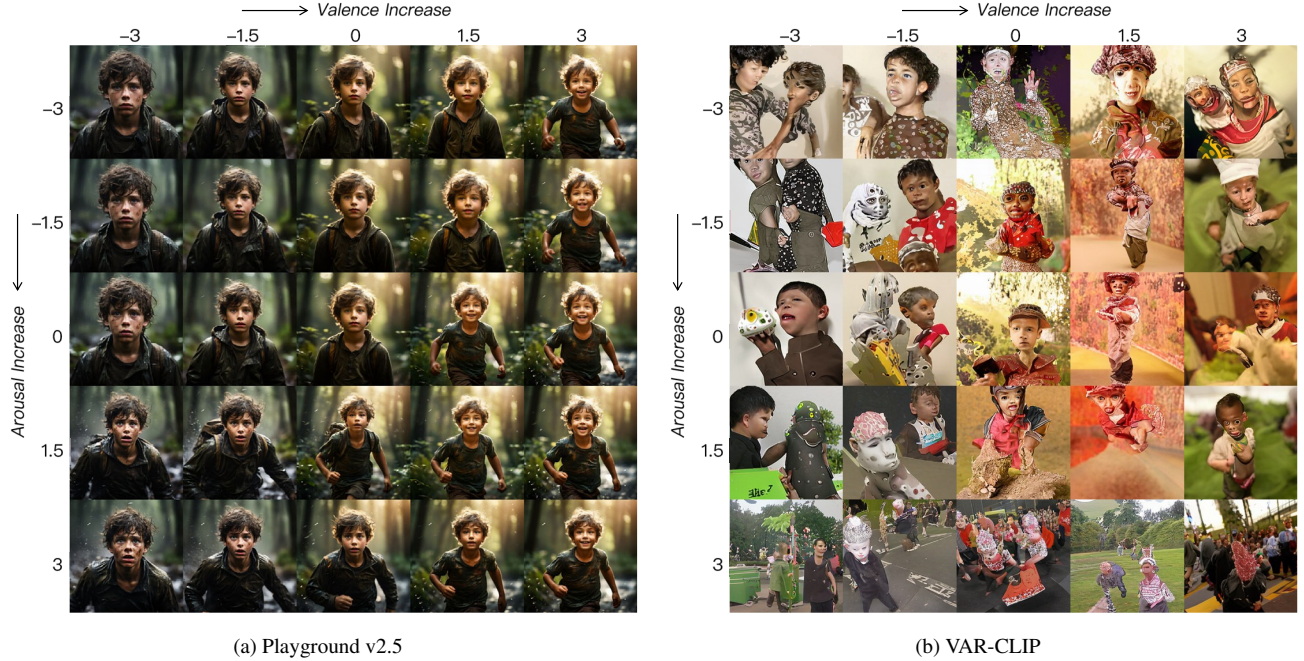 Valence Increase
−3 −1.5 0 1.5 3
−3
−1.5
0
1.5
3
Arousal Increase
(a) Playground v2.5
Valence Increase
−3 −1.5 0 1.5 3
−3
−1.5
0
1.5
3
Arousal Increase
(b) VAR-CLIP